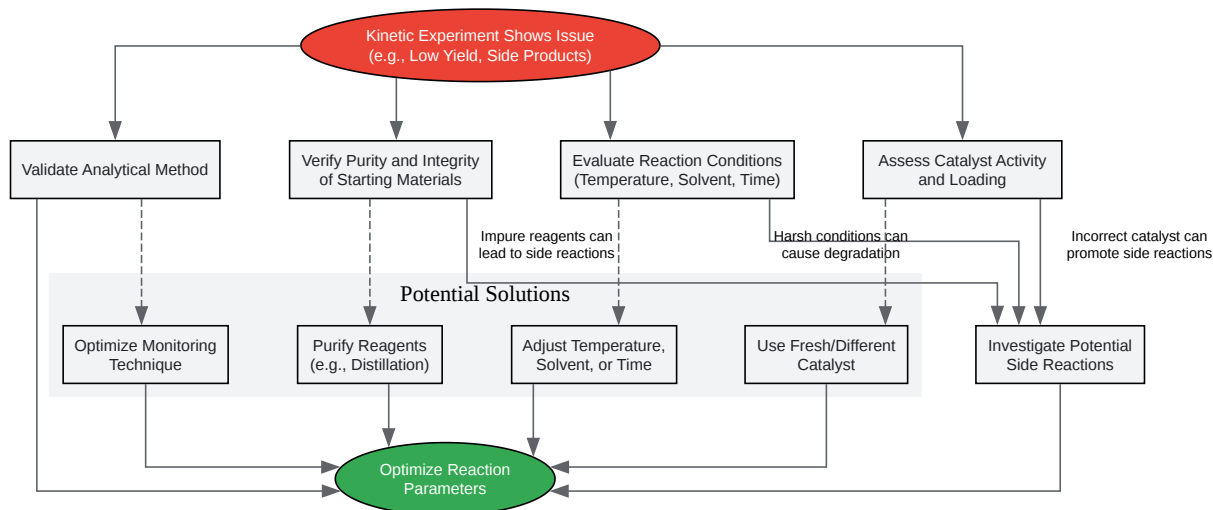 Kinetic Experiment Shows Issue
(e.g., Low Yield, Side Products)
Validate Analytical Method
Verify Purity and Integrity
of Starting Materials
Evaluate Reaction Conditions
(Temperature, Solvent, Time)
Assess Catalyst Activity
and Loading
Impure reagents can
lead to side reactions
Harsh conditions can
cause degradation
Incorrect catalyst can
promote side reactions
Potential Solutions
Optimize Monitoring
Technique
Purify Reagents
(e.g., Distillation)
Adjust Temperature,
Solvent, or Time
Use Fresh/Different
Catalyst
Investigate Potential
Side Reactions
Optimize Reaction
Parameters